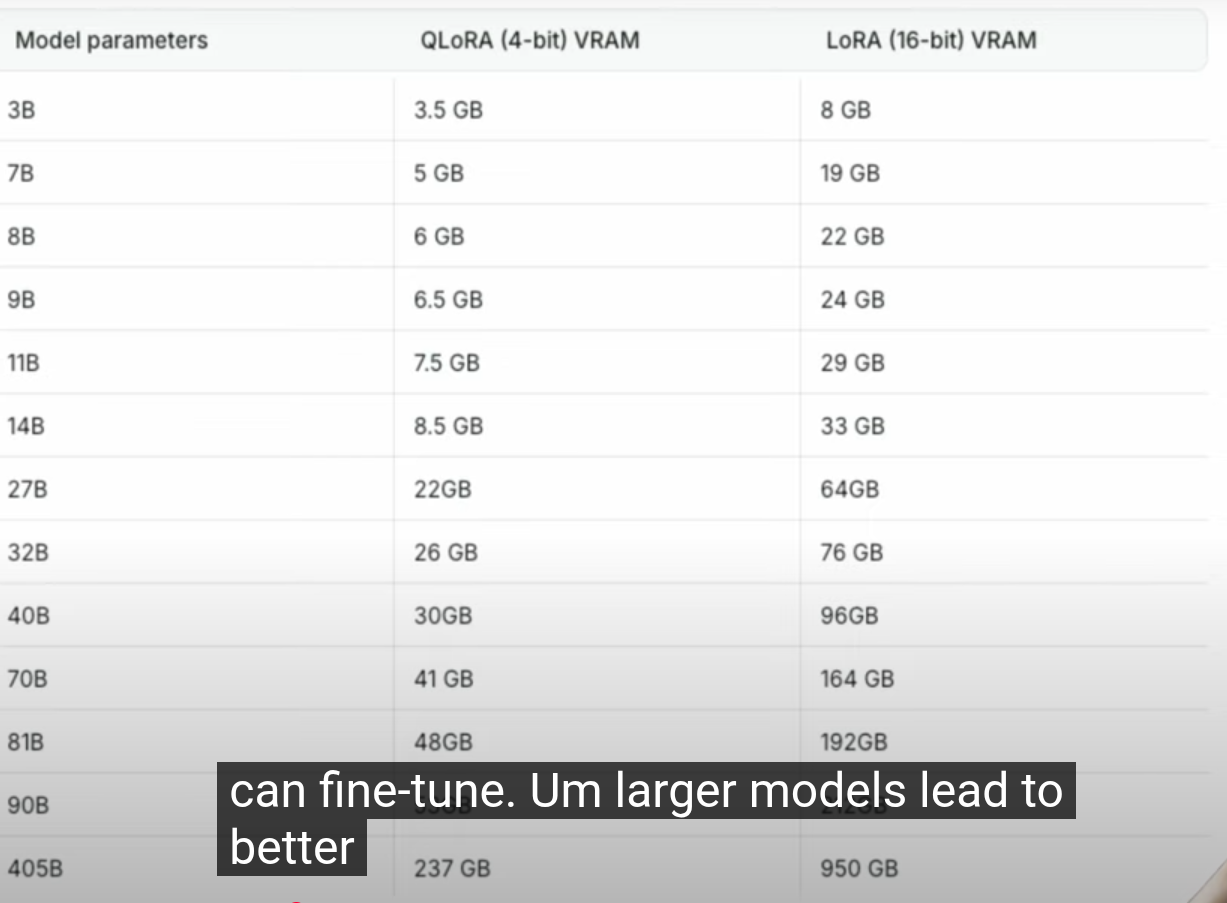 Model parameters QLoRA (4-bit) VRAM LoRA (16-bit) VRAM
3B 3.5 GB 8 GB
7B 5 GB 19 GB
8B 6 GB 22 GB
9B 6.5 GB 24 GB
11B 7.5 GB 29 GB
14B 8.5 GB 33 GB
27B 22GB 64GB
32B 26 GB 76 GB
40B 30GB 96GB
70B 41 GB 164 GB
81B 48GB 192GB
90B
can fine-tune. Um larger models lead to
better
405B 237 GB 950 GB